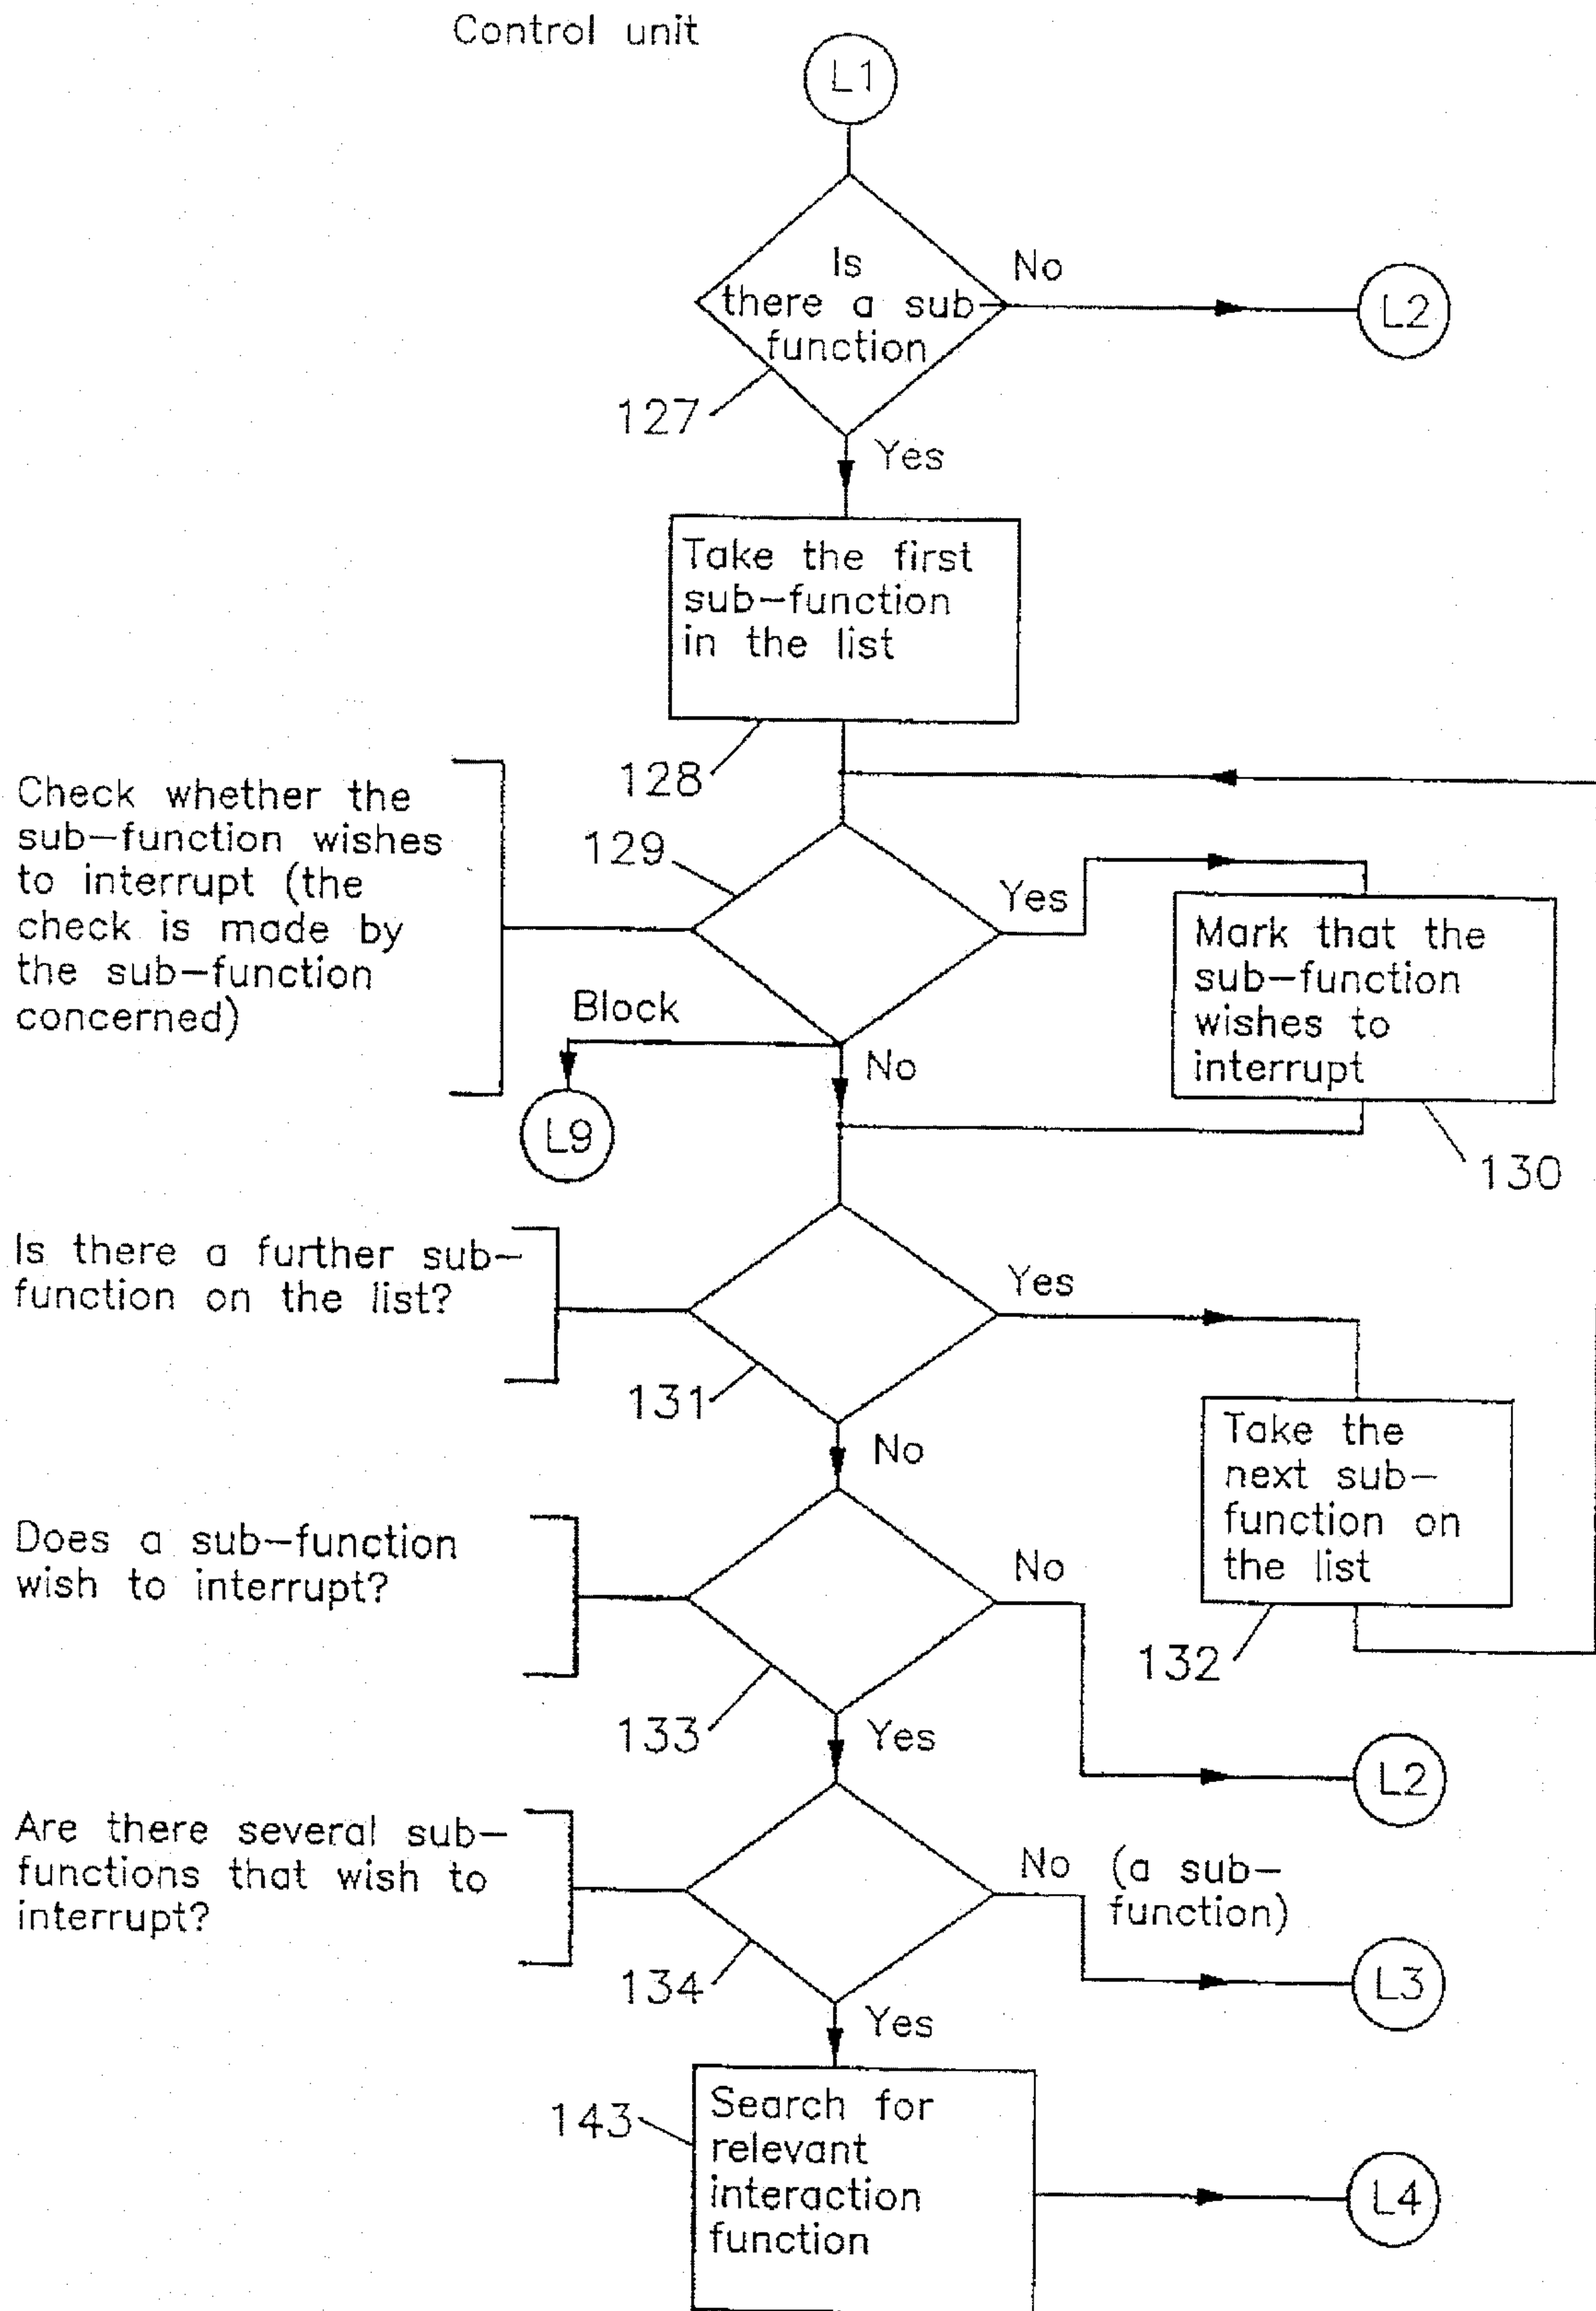 Control unit
L1
Is
there a sub-
function
No
L2
127
Yes
Take the first
sub-function
in the list
128
Check whether the
sub-function wishes
to interrupt (the
check is made by
the sub-function
concerned)
129
Yes
Mark that the
sub-function
wishes to
interrupt
Block
No
L9
130
Is there a further sub-
function on the list?
Yes
131
No
Take the
next sub-
function on
the list
132
Does a sub-function
wish to interrupt?
No
133
Yes
L2
Are there several sub-
functions that wish to
interrupt?
No (a sub-
function)
134
L3
Yes
143
Search for
relevant
interaction
function
L4